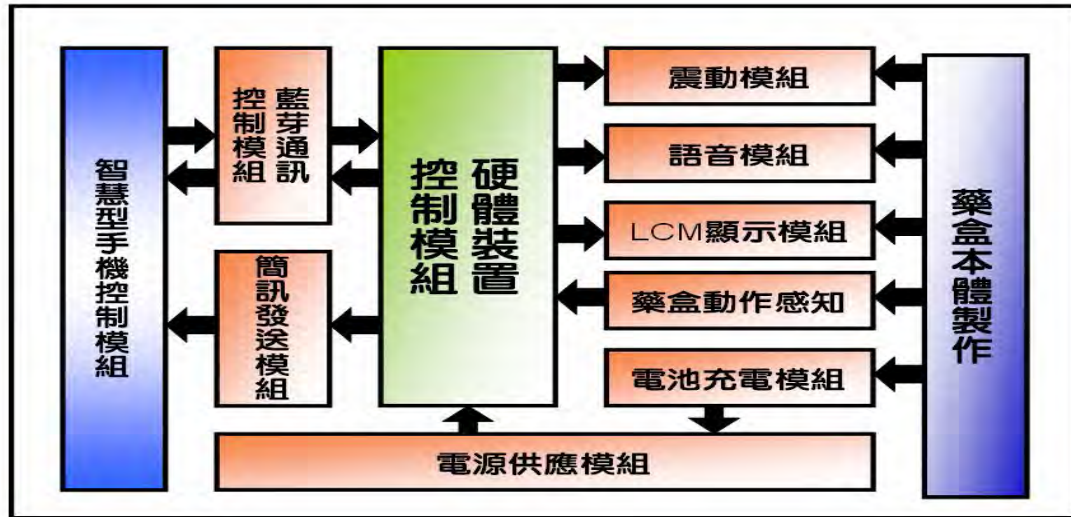 智慧型手機控制模組
藍芽通訊
控制模組
簡訊發送模組
硬體裝置
控制模組
震動模組
語音模組
LCM顯示模組
藥盒動作感知
電池充電模組
電源供應模組
藥盒本體製作